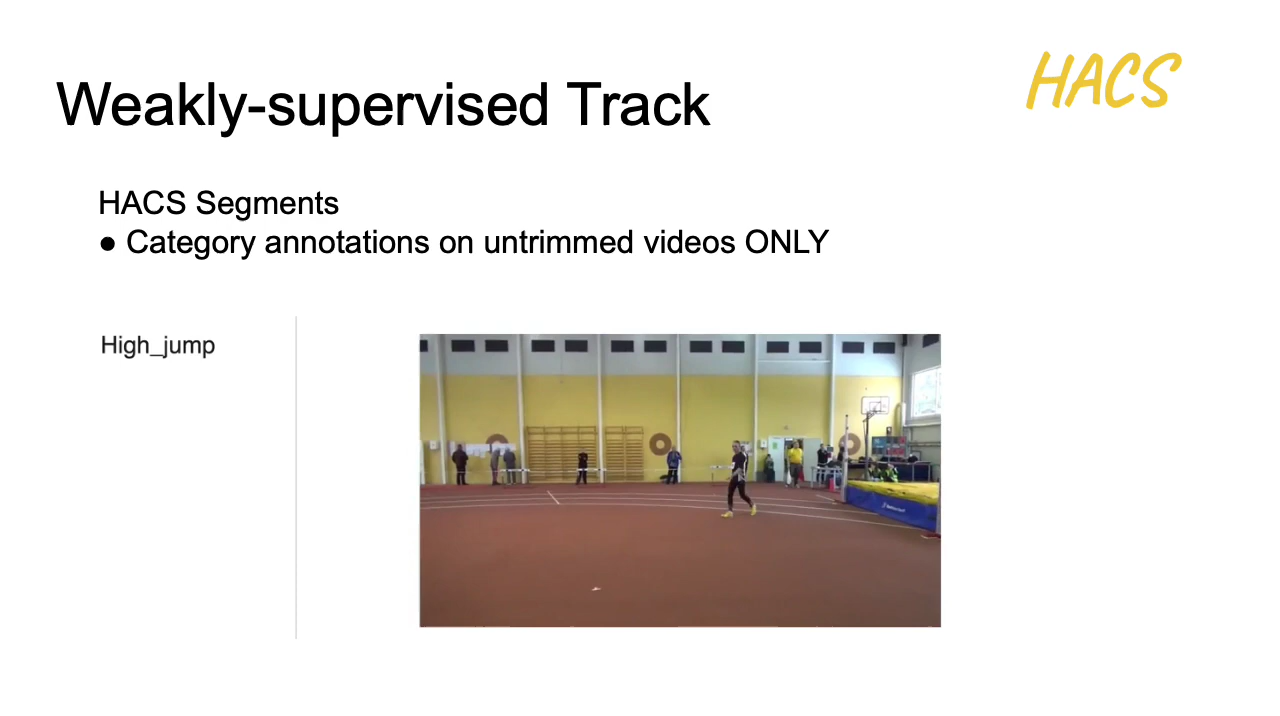 HACS
Weakly-supervised Track
HACS Segments
● Category annotations on untrimmed videos ONLY
High_jump